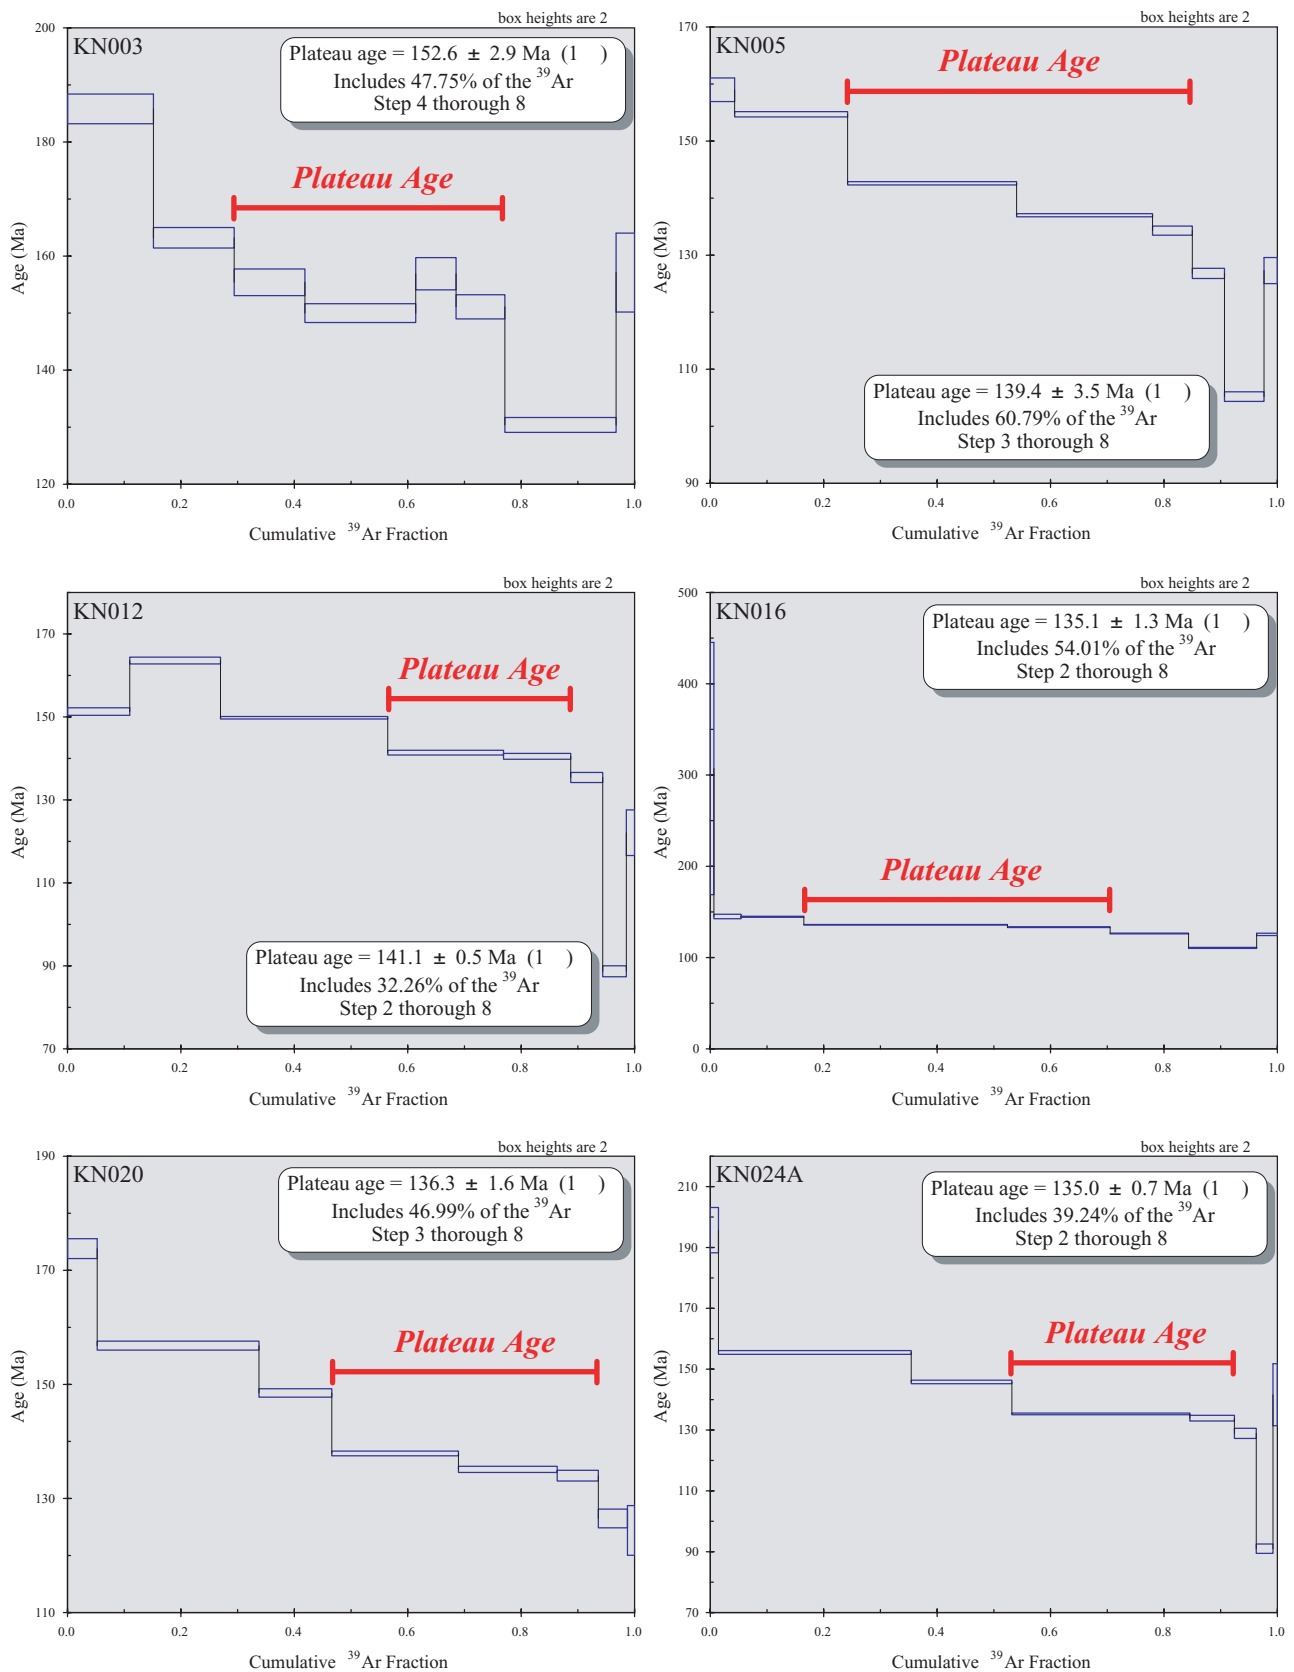 box heights are 2
KN003
Plateau age = 152.6 ± 2.9 Ma (1 )
Includes 47.75% of the ³⁹Ar
Step 4 thorough 8
Plateau Age
Age (Ma)
200
180
160
140
120
0.0 0.2 0.4 0.6 0.8 1.0
Cumulative ³⁹Ar Fraction
box heights are 2
KN005
Plateau Age
Plateau age = 139.4 ± 3.5 Ma (1 )
Includes 60.79% of the ³⁹Ar
Step 3 thorough 8
Age (Ma)
170
150
130
110
90
0.0 0.2 0.4 0.6 0.8 1.0
Cumulative ³⁹Ar Fraction
box heights are 2
KN012
Plateau Age
Plateau age = 141.1 ± 0.5 Ma (1 )
Includes 32.26% of the ³⁹Ar
Step 2 thorough 8
Age (Ma)
170
150
130
110
90
70
0.0 0.2 0.4 0.6 0.8 1.0
Cumulative ³⁹Ar Fraction
box heights are 2
KN016
Plateau age = 135.1 ± 1.3 Ma (1 )
Includes 54.01% of the ³⁹Ar
Step 2 thorough 8
Plateau Age
Age (Ma)
500
400
300
200
100
0
0.0 0.2 0.4 0.6 0.8 1.0
Cumulative ³⁹Ar Fraction
box heights are 2
KN020
Plateau age = 136.3 ± 1.6 Ma (1 )
Includes 46.99% of the ³⁹Ar
Step 3 thorough 8
Plateau Age
Age (Ma)
190
170
150
130
110
0.0 0.2 0.4 0.6 0.8 1.0
Cumulative ³⁹Ar Fraction
box heights are 2
KN024A
Plateau age = 135.0 ± 0.7 Ma (1 )
Includes 39.24% of the ³⁹Ar
Step 2 thorough 8
Plateau Age
Age (Ma)
210
190
170
150
130
110
90
70
0.0 0.2 0.4 0.6 0.8 1.0
Cumulative ³⁹Ar Fraction